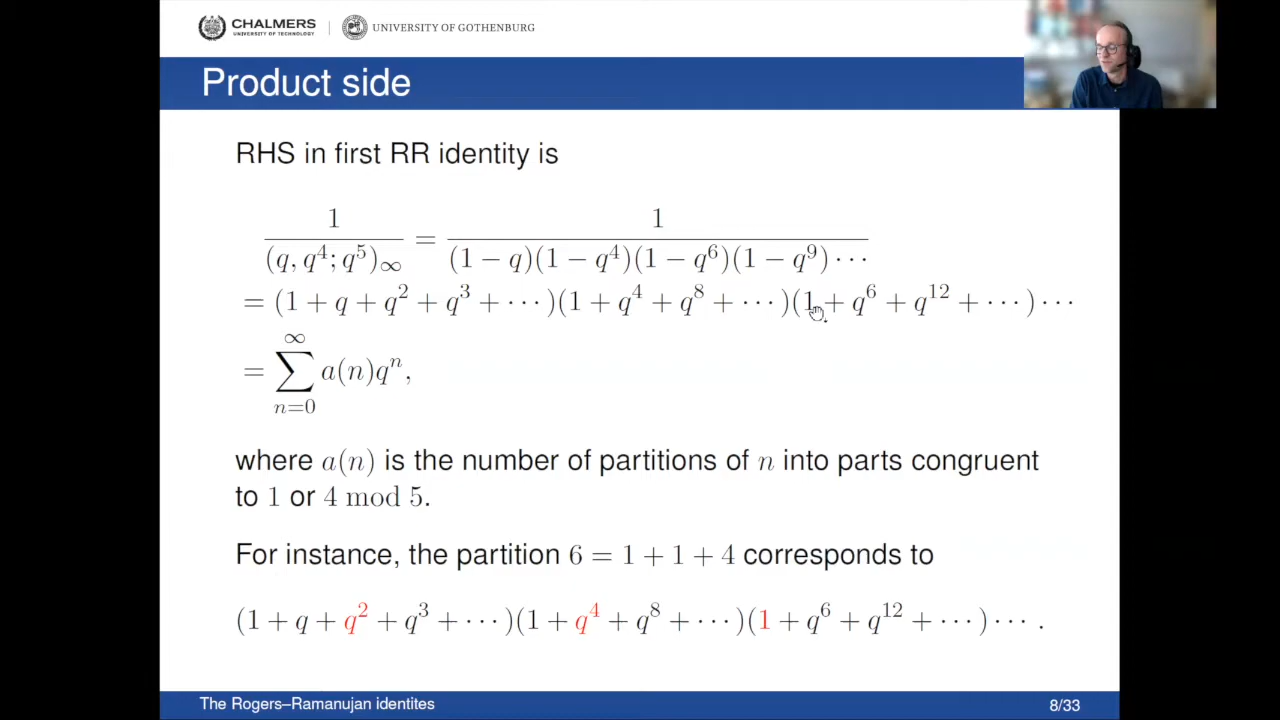 CHALMERS
UNIVERSITY OF TECHNOLOGY
UNIVERSITY OF GOTHENBURG
Product side
RHS in first RR identity is
1/(q, q^4; q^5)_∞ = 1/((1 − q)(1 − q^4)(1 − q^6)(1 − q^9) ⋯)
= (1 + q + q^2 + q^3 + ⋯)(1 + q^4 + q^8 + ⋯)(1 + q^6 + q^12 + ⋯) ⋯
= ∑_{n=0}^{∞} a(n)q^n,
where a(n) is the number of partitions of n into parts congruent
to 1 or 4 mod 5.
For instance, the partition 6 = 1 + 1 + 4 corresponds to
(1 + q + q^2 + q^3 + ⋯)(1 + q^4 + q^8 + ⋯)(1 + q^6 + q^12 + ⋯) ⋯ .
The Rogers–Ramanujan identites
8/33